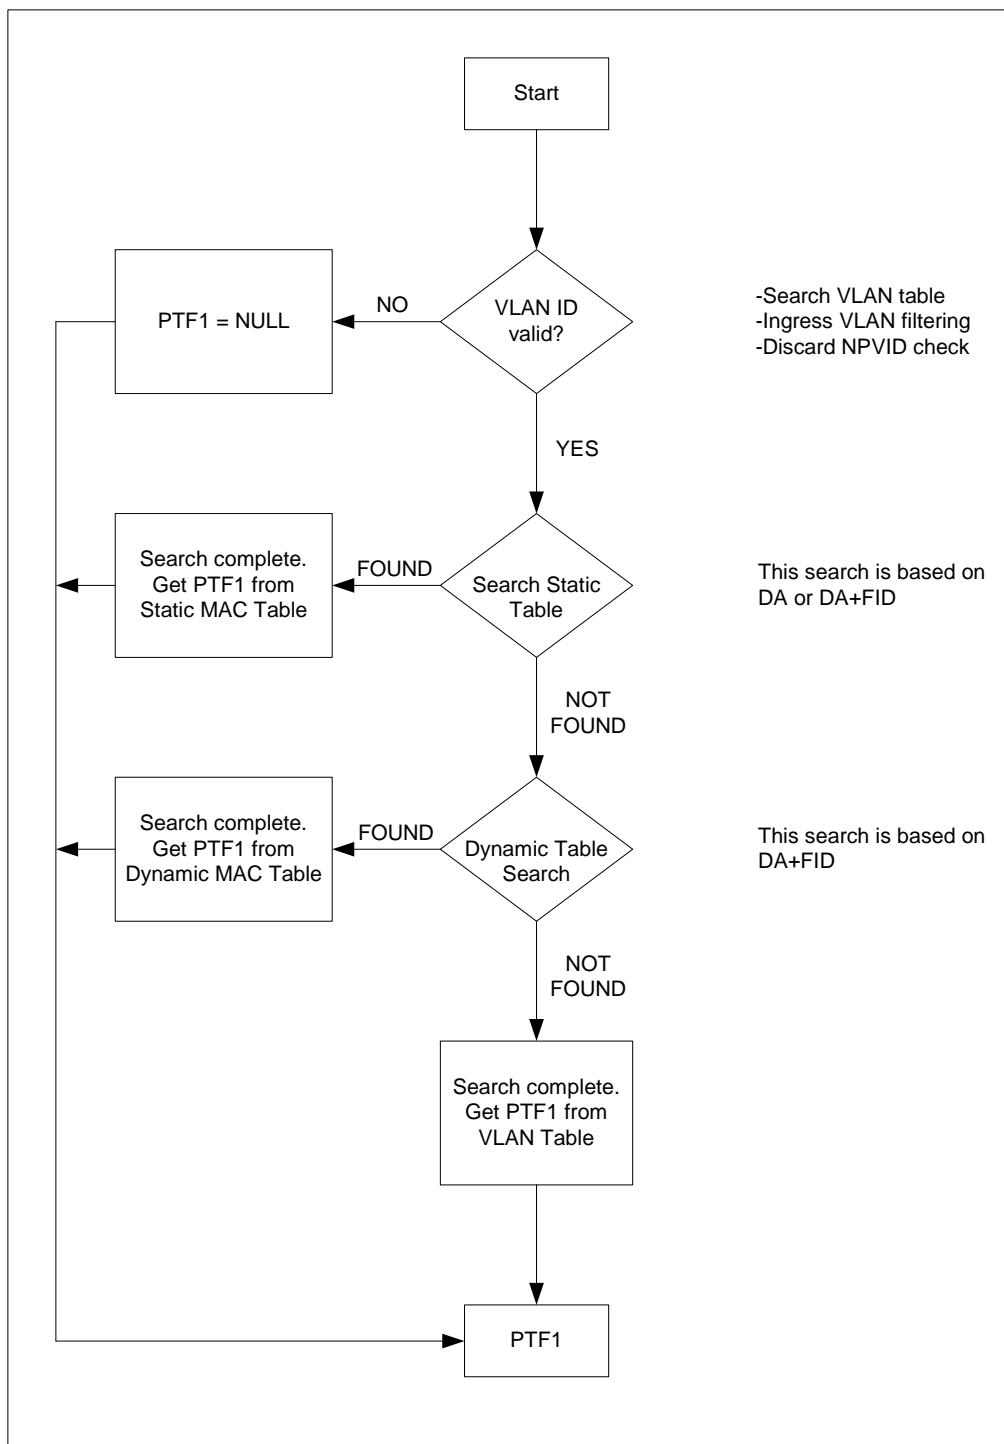 Start
PTF1 = NULL
NO
VLAN ID
valid?
-Search VLAN table
-Ingress VLAN filtering
-Discard NPVID check
YES
Search complete.
Get PTF1 from
Static MAC Table
FOUND
Search Static
Table
This search is based on
DA or DA+FID
NOT
FOUND
Search complete.
Get PTF1 from
Dynamic MAC Table
FOUND
Dynamic Table
Search
This search is based on
DA+FID
NOT
FOUND
Search complete.
Get PTF1 from
VLAN Table
PTF1